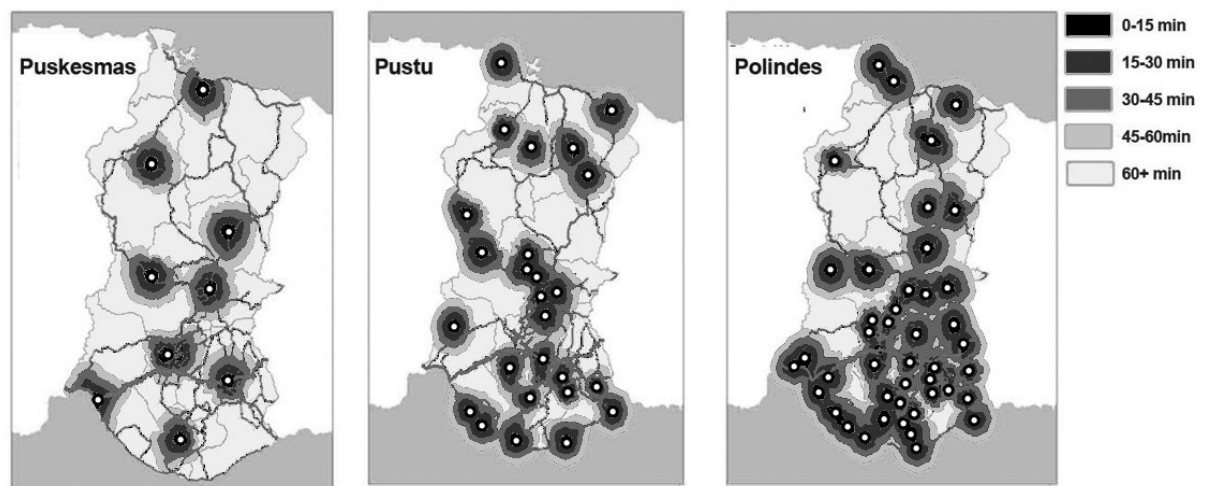 Puskesmas
Pustu
Polindes
0-15 min
15-30 min
30-45 min
45-60min
60+ min